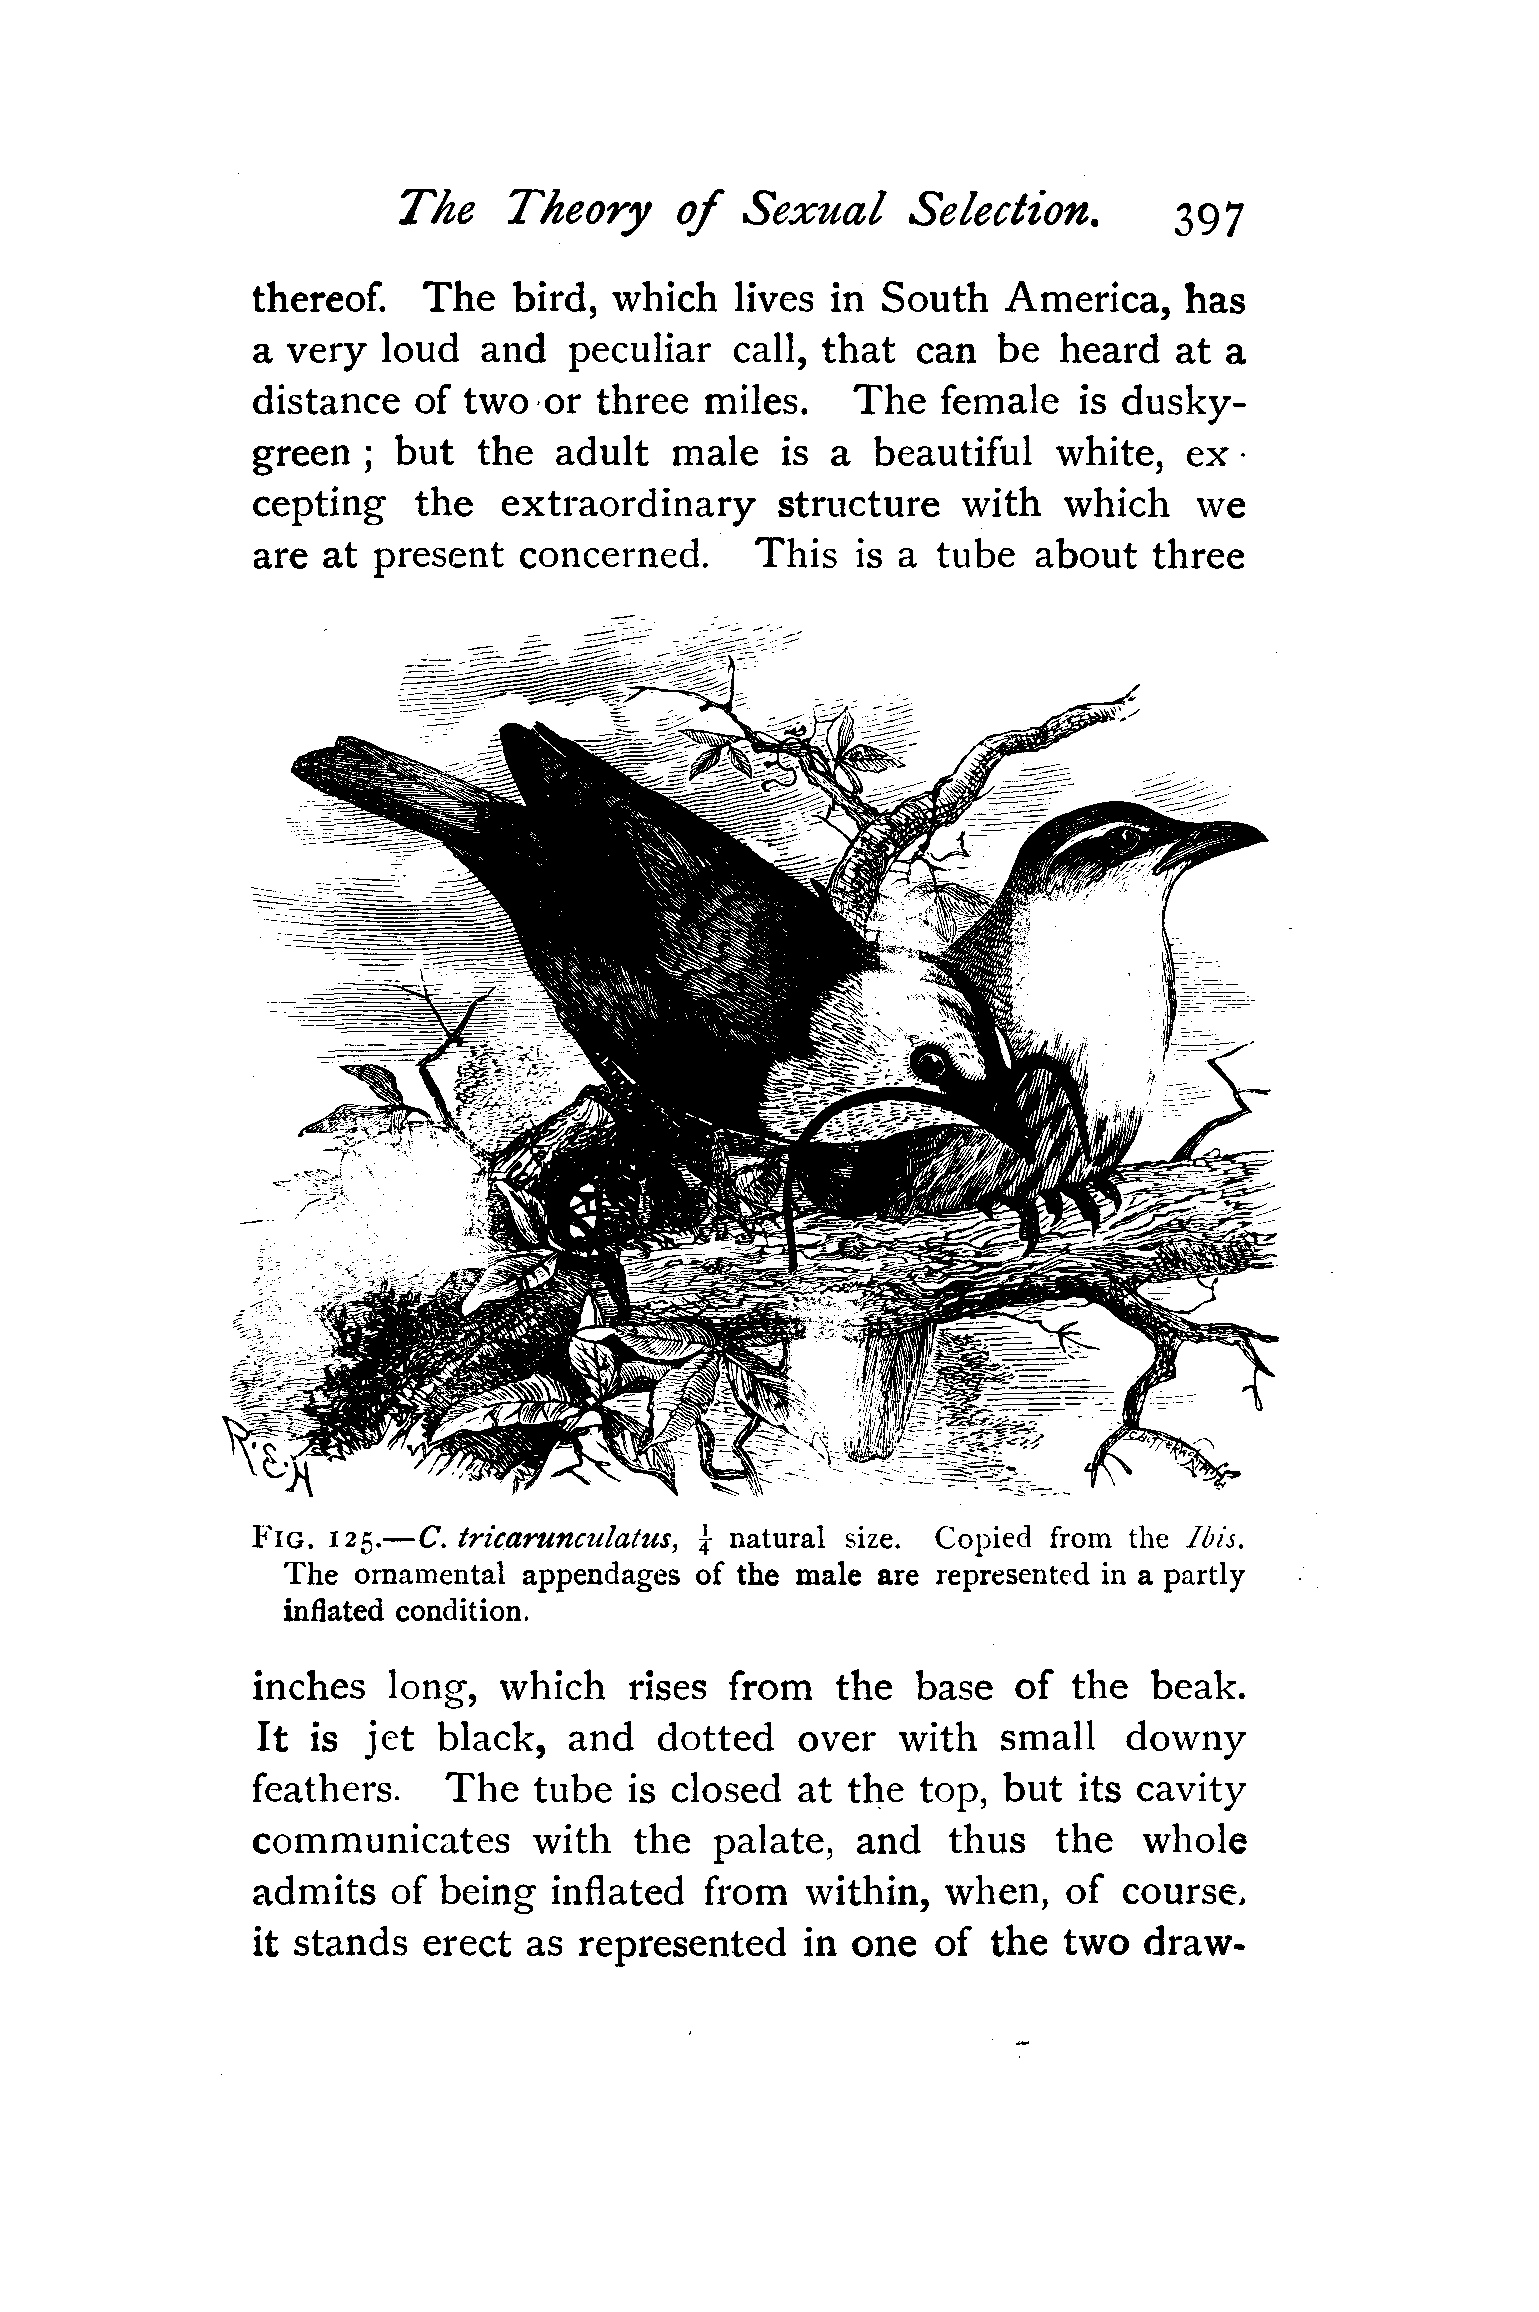 The Theory of Sexual Selection. 397
thereof. The bird, which lives in South America, has
a very loud and peculiar call, that can be heard at a
distance of two or three miles. The female is dusky-
green ; but the adult male is a beautiful white, ex-
cepting the extraordinary structure with which we
are at present concerned. This is a tube about three
R.E.H
FIG. 125.—C. tricarunculatus, ¼ natural size. Copied from the Ibis.
The ornamental appendages of the male are represented in a partly
inflated condition.
inches long, which rises from the base of the beak.
It is jet black, and dotted over with small downy
feathers. The tube is closed at the top, but its cavity
communicates with the palate, and thus the whole
admits of being inflated from within, when, of course,
it stands erect as represented in one of the two draw-